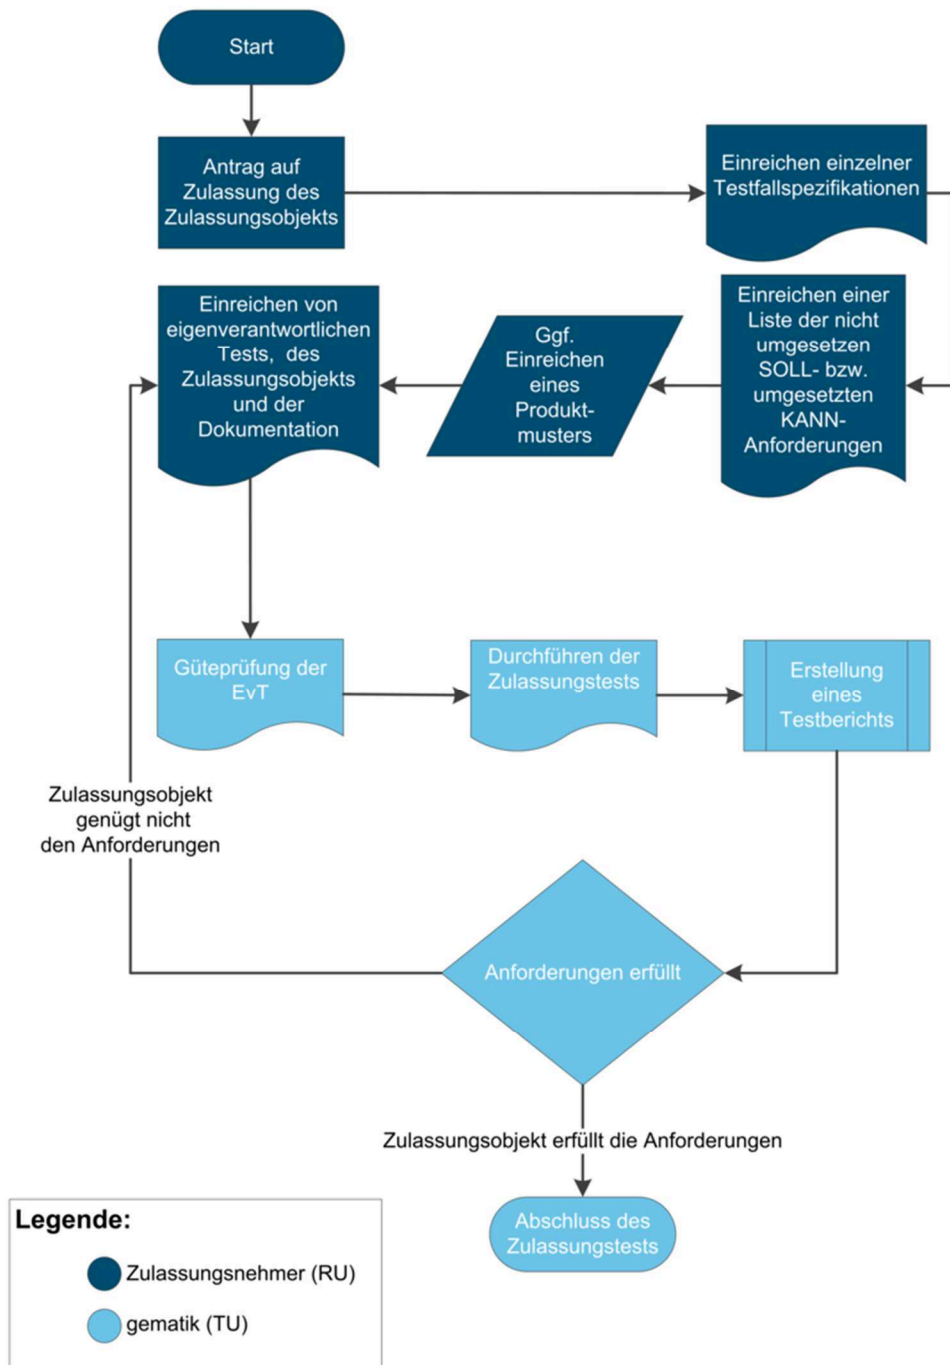 Start
Antrag auf
Zulassung des
Zulassungsobjekts
Einreichen einzelner
Testfallspezifikationen
Einreichen einer
Liste der nicht
umgesetzen
SOLL- bzw.
umgesetzten
KANN-
Anforderungen
Ggf.
Einreichen
eines
Produkt-
musters
Einreichen von
eigenverantwortlichen
Tests, des
Zulassungsobjekts
und der
Dokumentation
Güteprüfung der
EvT
Durchführen der
Zulassungstests
Erstellung
eines
Testberichts
Zulassungsobjekt
genügt nicht
den Anforderungen
Anforderungen erfüllt
Zulassungsobjekt erfüllt die Anforderungen
Abschluss des
Zulassungstests
Legende:
Zulassungsnehmer (RU)
gematik (TU)